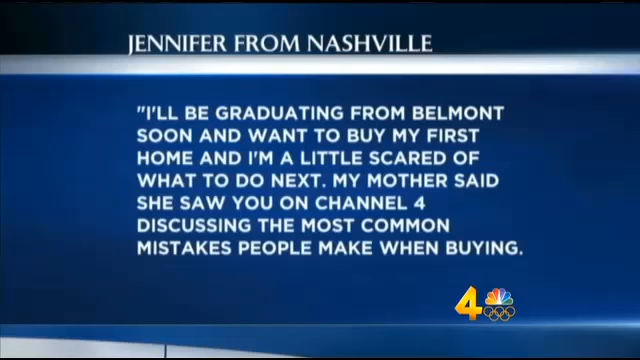 JENNIFER FROM NASHVILLE
"I'LL BE GRADUATING FROM BELMONT
SOON AND WANT TO BUY MY FIRST
HOME AND I'M A LITTLE SCARED OF
WHAT TO DO NEXT. MY MOTHER SAID
SHE SAW YOU ON CHANNEL 4
DISCUSSING THE MOST COMMON
MISTAKES PEOPLE MAKE WHEN BUYING.
4